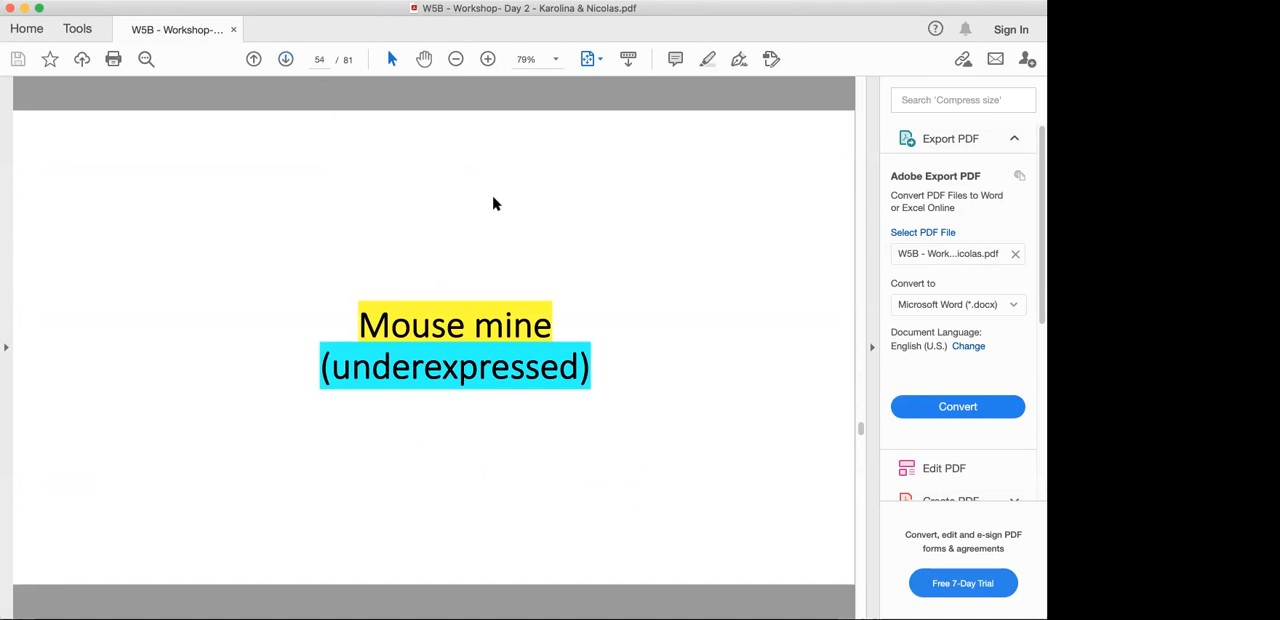 W5B - Workshop- Day 2 - Karolina & Nicolas.pdf
Home
Tools
W5B - Workshop-... ×
Sign In
54 / 81
79%
Search 'Compress size'
Export PDF
Adobe Export PDF
Convert PDF Files to Word
or Excel Online
Select PDF File
W5B - Work...icolas.pdf
Convert to
Microsoft Word (*.docx)
Document Language:
English (U.S.) Change
Convert
Edit PDF
Create PDF
Convert, edit and e-sign PDF
forms & agreements
Free 7-Day Trial
Mouse mine
(underexpressed)